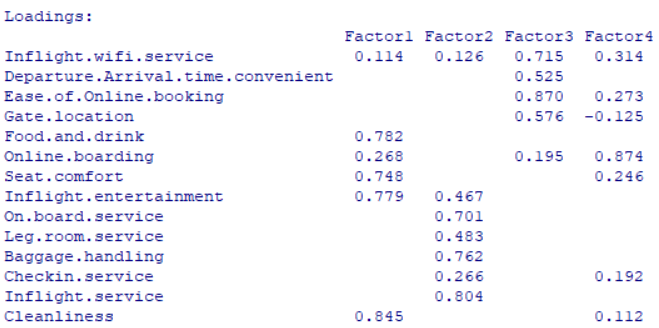 Loadings:
                              Factor1 Factor2 Factor3 Factor4
Inflight.wifi.service          0.114   0.126   0.715   0.314
Departure.Arrival.time.convenient                 0.525
Ease.of.Online.booking                         0.870   0.273
Gate.location                                  0.576  -0.125
Food.and.drink                 0.782
Online.boarding                0.268           0.195   0.874
Seat.comfort                   0.748                   0.246
Inflight.entertainment         0.779   0.467
On.board.service                       0.701
Leg.room.service                       0.483
Baggage.handling                       0.762
Checkin.service                        0.266           0.192
Inflight.service                       0.804
Cleanliness                    0.845                   0.112